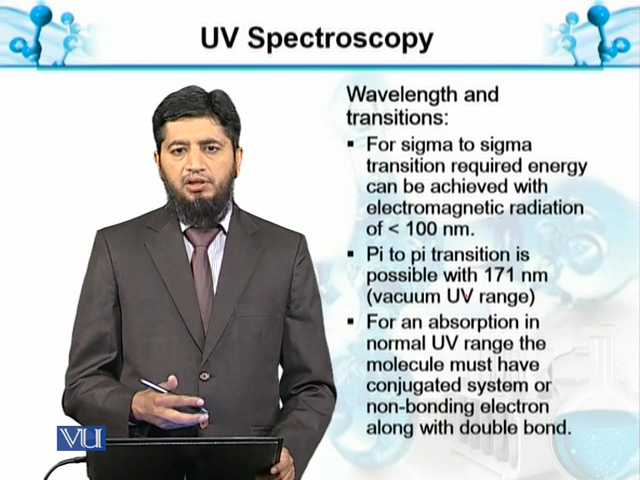 UV Spectroscopy
Wavelength and
transitions:
▪ For sigma to sigma
transition required energy
can be achieved with
electromagnetic radiation
of < 100 nm.
▪ Pi to pi transition is
possible with 171 nm
(vacuum UV range)
▪ For an absorption in
normal UV range the
molecule must have
conjugated system or
non-bonding electron
along with double bond.
VU